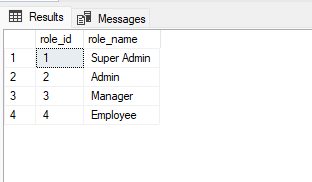 Results Messages
role_id role_name
1 1 Super Admin
2 2 Admin
3 3 Manager
4 4 Employee